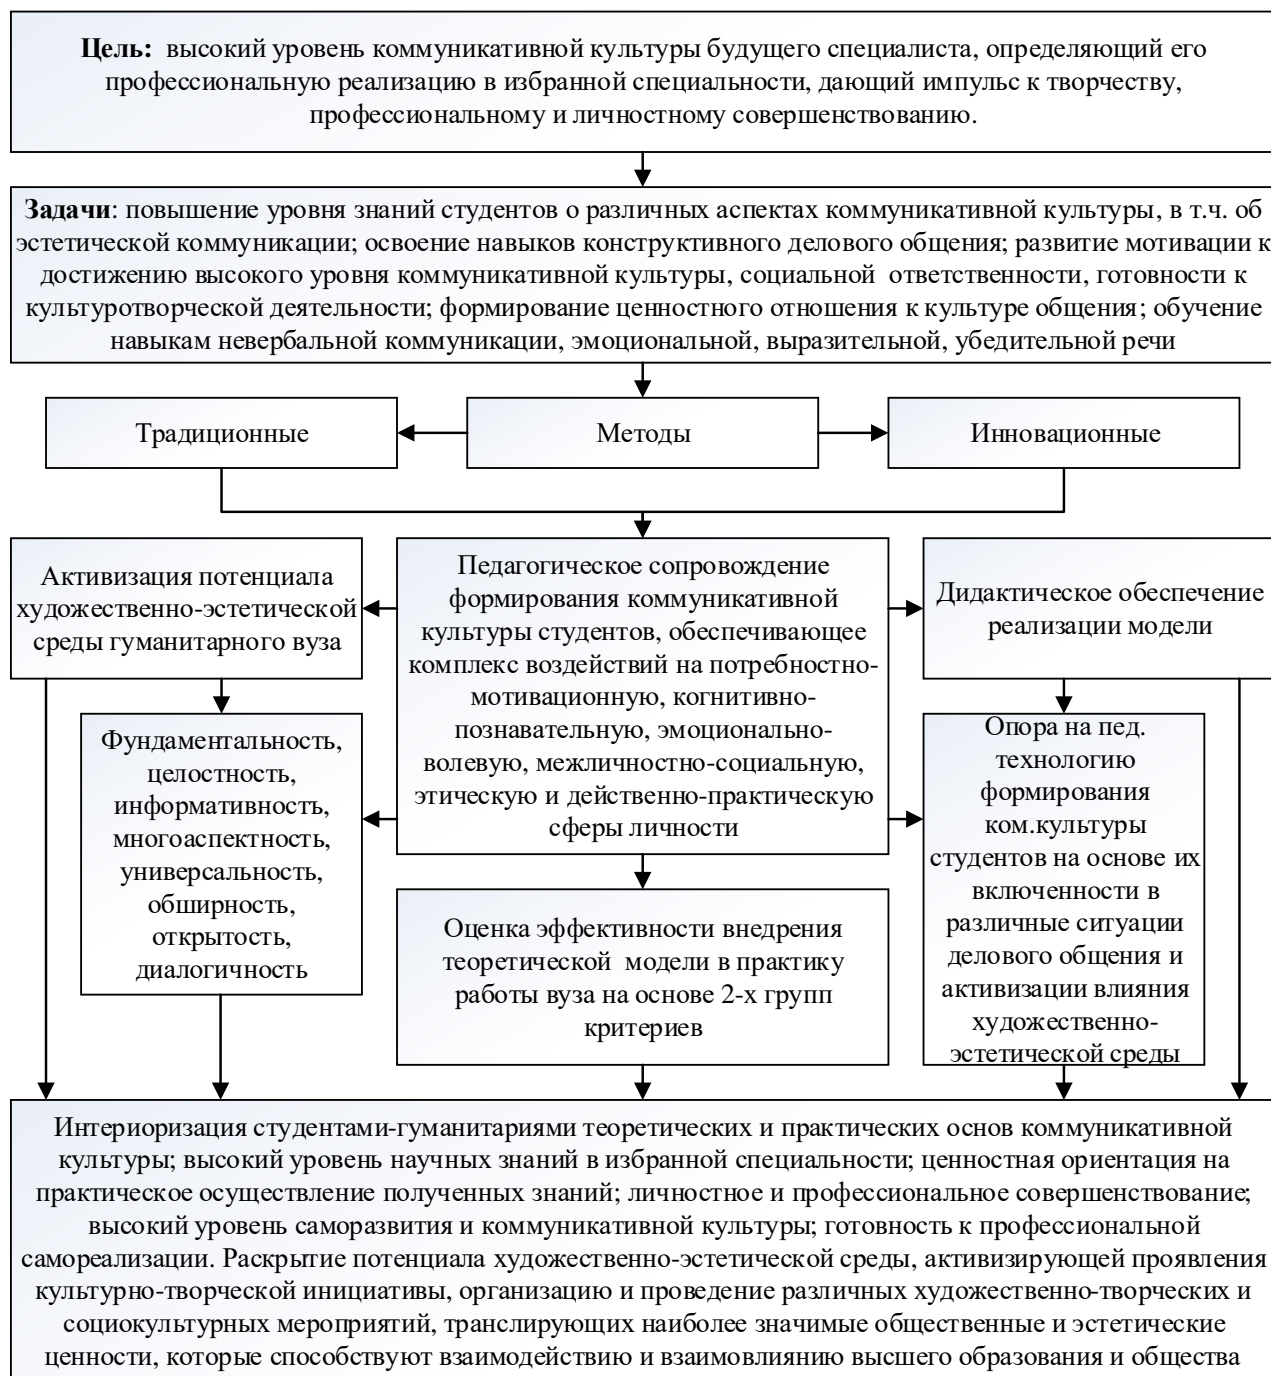 Цель: высокий уровень коммуникативной культуры будущего специалиста, определяющий его
профессиональную реализацию в избранной специальности, дающий импульс к творчеству,
профессиональному и личностному совершенствованию.
Задачи: повышение уровня знаний студентов о различных аспектах коммуникативной культуры, в т.ч. об
эстетической коммуникации; освоение навыков конструктивного делового общения; развитие мотивации к
достижению высокого уровня коммуникативной культуры, социальной ответственности, готовности к
культуротворческой деятельности; формирование ценностного отношения к культуре общения; обучение
навыкам невербальной коммуникации, эмоциональной, выразительной, убедительной речи
Традиционные
Методы
Инновационные
Активизация потенциала
художественно-эстетической
среды гуманитарного вуза
Педагогическое сопровождение
формирования коммуникативной
культуры студентов, обеспечивающее
комплекс воздействий на потребностно-
мотивационную, когнитивно-
познавательную, эмоционально-
волевую, межличностно-социальную,
этическую и действенно-практическую
сферы личности
Дидактическое обеспечение
реализации модели
Фундаментальность,
целостность,
информативность,
многоаспектность,
универсальность,
обширность,
открытость,
диалогичность
Опора на пед.
технологию
формирования
ком.культуры
студентов на основе их
включенности в
различные ситуации
делового общения и
активизации влияния
художественно-
эстетической среды
Оценка эффективности внедрения
теоретической модели в практику
работы вуза на основе 2-х групп
критериев
Интериоризация студентами-гуманитариями теоретических и практических основ коммуникативной
культуры; высокий уровень научных знаний в избранной специальности; ценностная ориентация на
практическое осуществление полученных знаний; личностное и профессиональное совершенствование;
высокий уровень саморазвития и коммуникативной культуры; готовность к профессиональной
самореализации. Раскрытие потенциала художественно-эстетической среды, активизирующей проявления
культурно-творческой инициативы, организацию и проведение различных художественно-творческих и
социокультурных мероприятий, транслирующих наиболее значимые общественные и эстетические
ценности, которые способствуют взаимодействию и взаимовлиянию высшего образования и общества